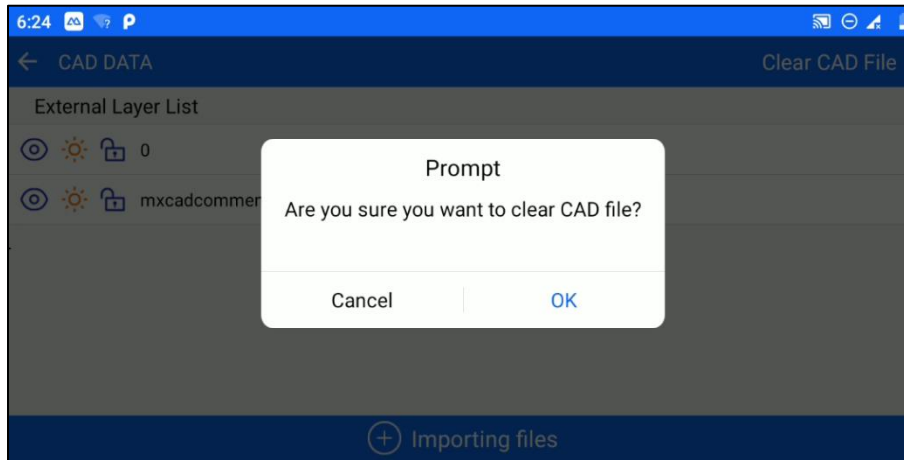 6:24
CAD DATA
Clear CAD File
External Layer List
0
mxcadcommen
Prompt
Are you sure you want to clear CAD file?
Cancel
OK
Importing files